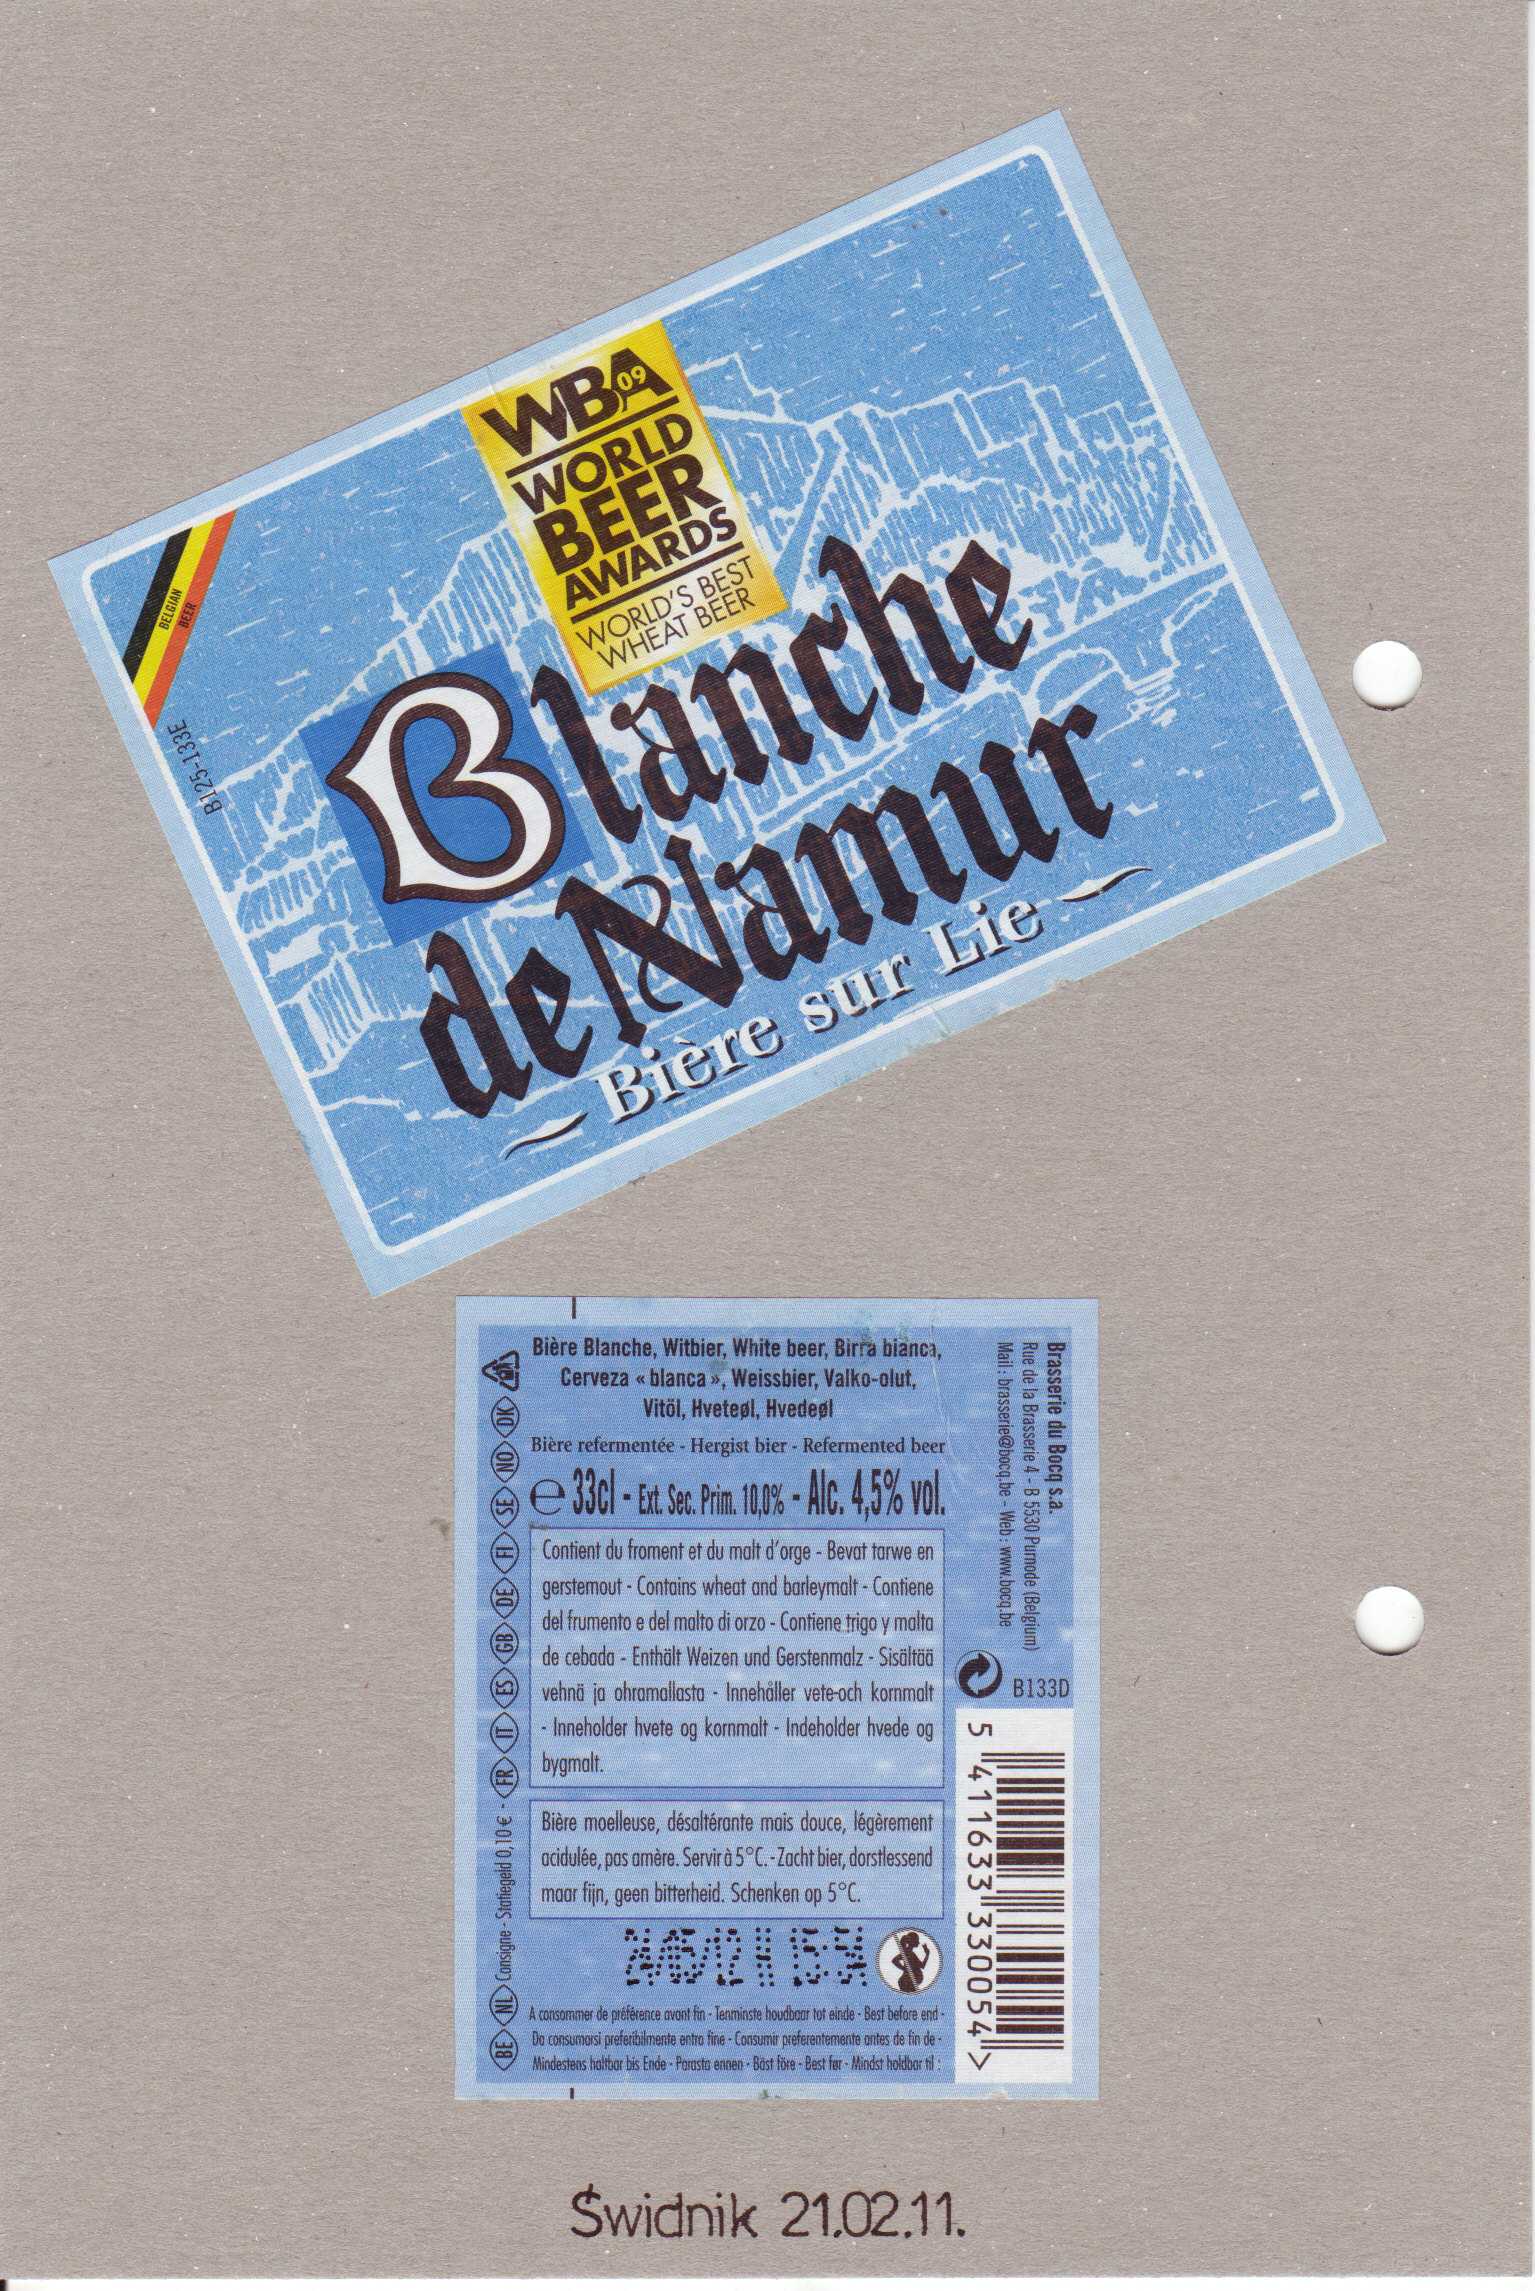 WBA 09
WORLD
BEER
AWARDS
WORLD'S BEST
WHEAT BEER
BELGIAN
BEER
B125-133E
Blanche
de Namur
Bière sur Lie
Bière Blanche, Witbier, White beer, Birra bianca,
Cerveza « blanca », Weissbier, Valko-olut,
Vitöl, Hveteøl, Hvedeøl
Bière refermentée - Hergist bier - Refermented beer
℮ 33cl - Ext. Sec. Prim. 10,0% - Alc. 4,5% vol.
Contient du froment et du malt d'orge - Bevat tarwe en
gerstemout - Contains wheat and barleymalt - Contiene
del frumento e del malto di orzo - Contiene trigo y malta
de cebada - Enthält Weizen und Gerstenmalz - Sisältää
vehnä ja ohramallasta - Innehåller vete-och kornmalt
- Inneholder hvete og kornmalt - Indeholder hvede og
bygmalt.
Bière moelleuse, désaltérante mais douce, légèrement
acidulée, pas amère. Servir à 5°C. - Zacht bier, dorstlessend
maar fijn, geen bitterheid. Schenken op 5°C.
24/05/12 15:54
A consommer de préférence avant fin - Tenminste houdbaar tot einde - Best before end -
Da consumarsi preferibilmente entro fine - Consumir preferentemente antes de fin de -
Mindestens haltbar bis Ende - Parasta ennen - Bäst före - Best før - Mindst holdbar til :
BE NL Consigne - Statiegeld 0,10 € - FR IT ES GB DE FI SE NO DK
Brasserie du Bocq s.a.
Rue de la Brasserie 4 - B 5530 Purnode (Belgium)
Mail : brasserie@bocq.be - Web : www.bocq.be
B133D
5 411633 330054 >
Świdnik 21.02.11.